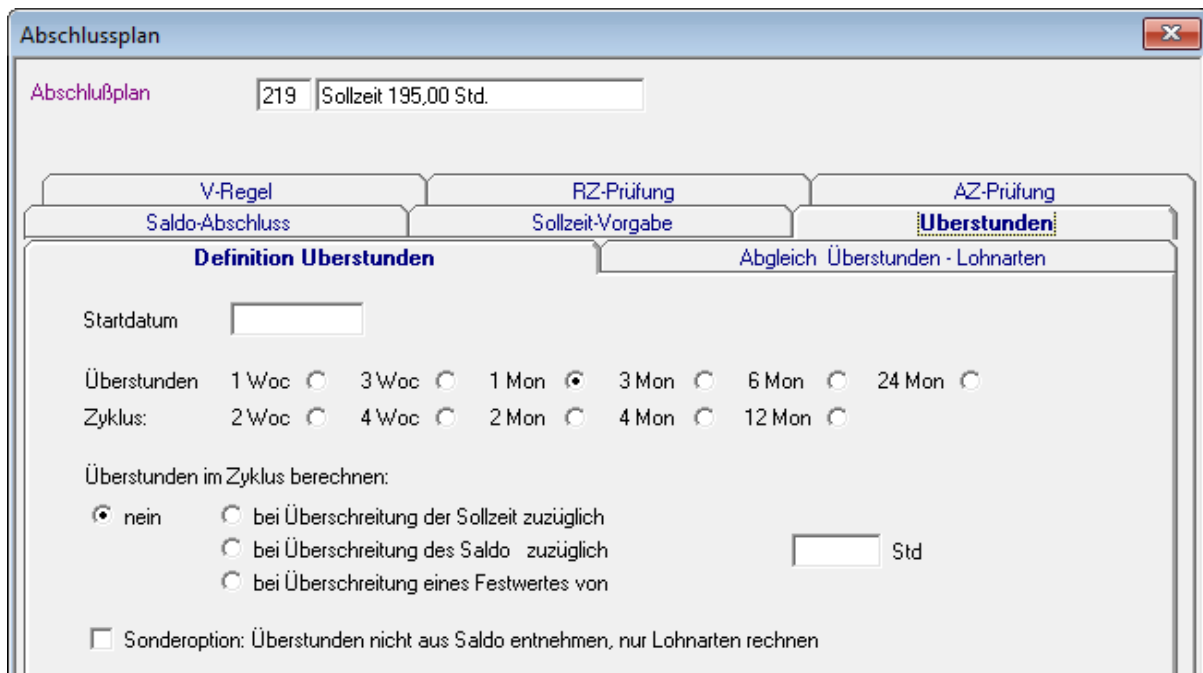 Abschlussplan
Abschlußplan 219 Sollzeit 195,00 Std.
V-Regel RZ-Prüfung AZ-Prüfung
Saldo-Abschluss Sollzeit-Vorgabe Uberstunden
Definition Uberstunden Abgleich Überstunden - Lohnarten
Startdatum
Überstunden 1 Woc 3 Woc 1 Mon 3 Mon 6 Mon 24 Mon
Zyklus: 2 Woc 4 Woc 2 Mon 4 Mon 12 Mon
Überstunden im Zyklus berechnen:
nein bei Überschreitung der Sollzeit zuzüglich
bei Überschreitung des Saldo zuzüglich Std
bei Überschreitung eines Festwertes von
Sonderoption: Überstunden nicht aus Saldo entnehmen, nur Lohnarten rechnen